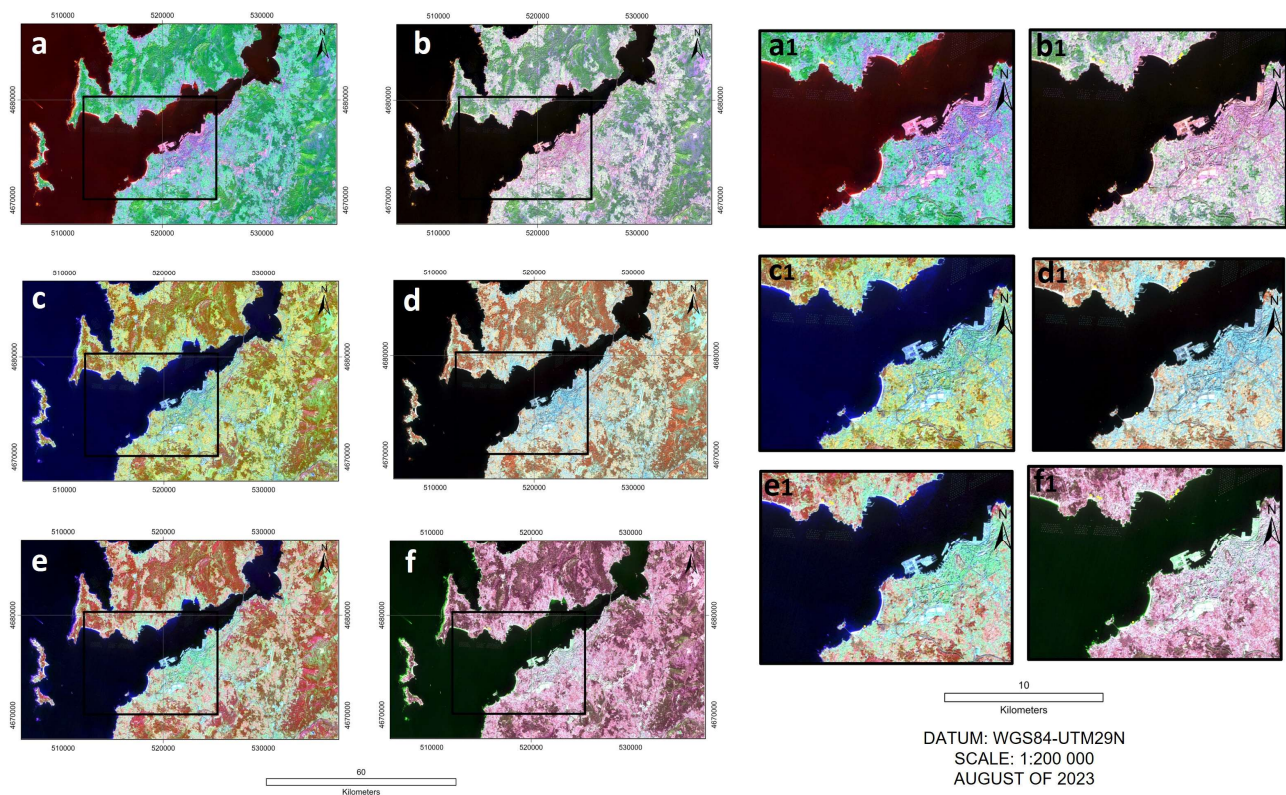 510000 520000 530000
510000 520000 530000
a
N
b
N
4680000
4680000
4670000
4670000
510000 520000 530000
510000 520000 530000
510000 520000 530000
510000 520000 530000
c
N
d
N
4680000
4680000
4670000
4670000
510000 520000 530000
510000 520000 530000
510000 520000 530000
510000 520000 530000
e
N
f
N
4680000
4680000
4670000
4670000
510000 520000 530000
510000 520000 530000
60
Kilometers
a1
N
b1
N
c1
N
d1
N
e1
N
f1
N
10
Kilometers
DATUM: WGS84-UTM29N
SCALE: 1:200 000
AUGUST OF 2023